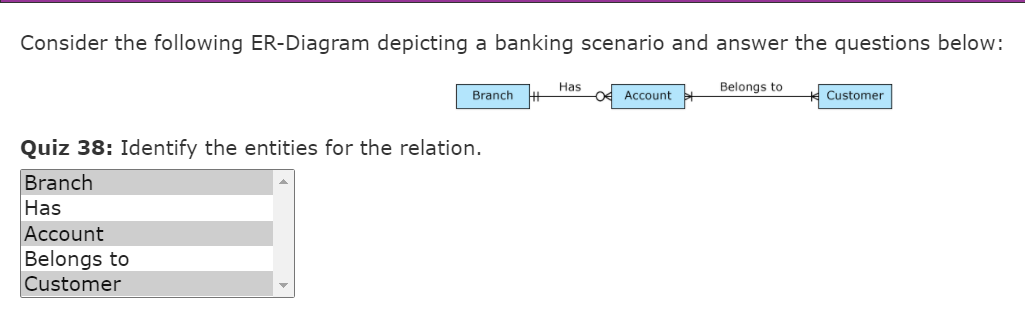 Consider the following ER-Diagram depicting a banking scenario and answer the questions below:
Branch Has Account Belongs to Customer
Quiz 38: Identify the entities for the relation.
Branch
Has
Account
Belongs to
Customer